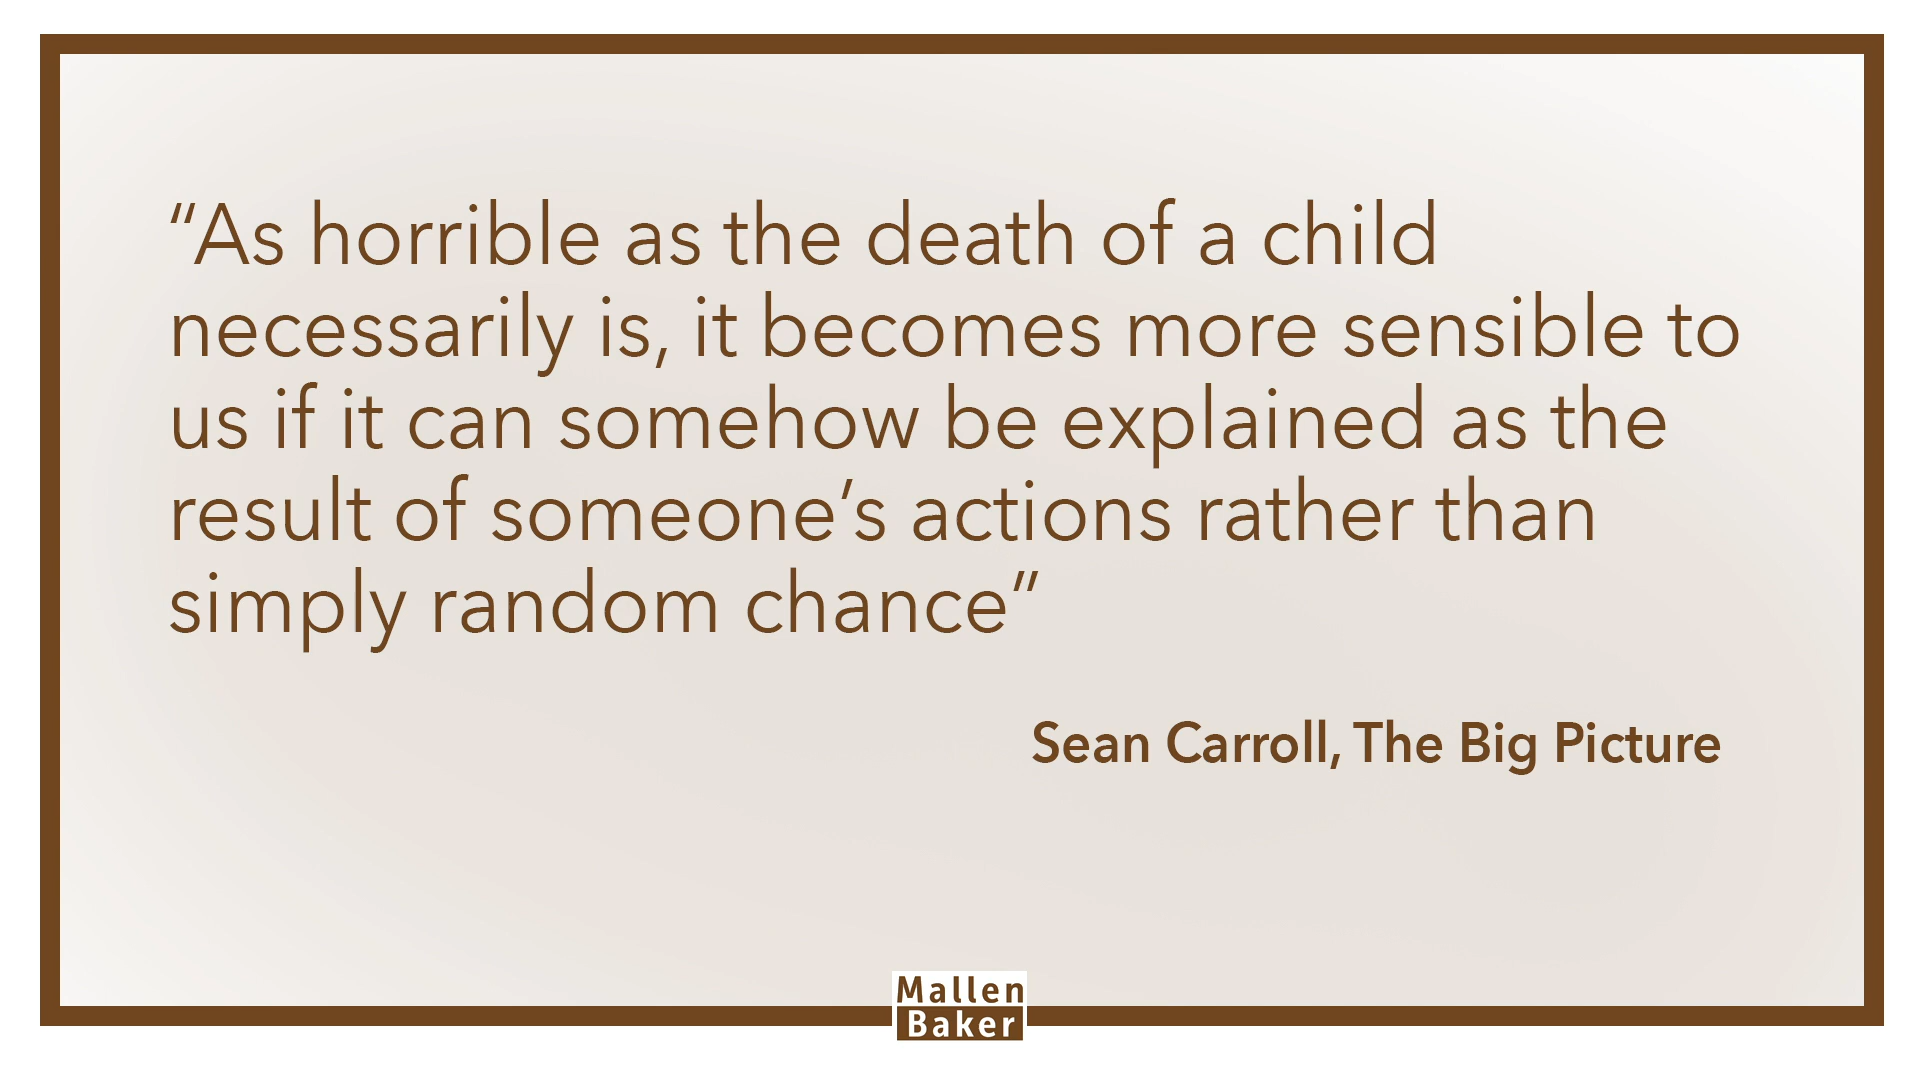 “As horrible as the death of a child
necessarily is, it becomes more sensible to
us if it can somehow be explained as the
result of someone’s actions rather than
simply random chance”
Sean Carroll, The Big Picture
Mallen
Baker